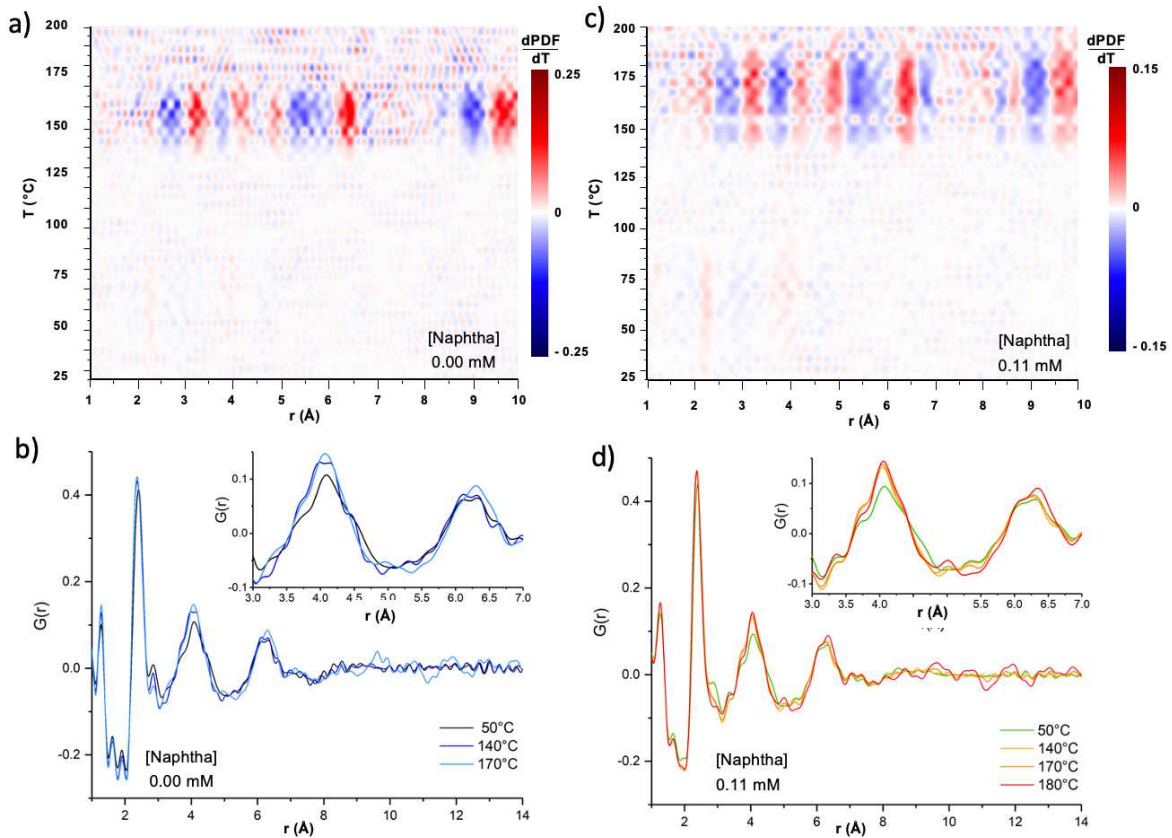 a)
200
175
150
125
100
75
50
25
T (°C)
1 2 3 4 5 6 7 8 9 10
r (Å)
[Naphtha]
0.00 mM
dPDF
dT
0.25
0
- 0.25
c)
200
175
150
125
100
75
50
25
T (°C)
1 2 3 4 5 6 7 8 9 10
r (Å)
[Naphtha]
0.11 mM
dPDF
dT
0.15
0
- 0.15
b)
0.4
0.2
0.0
-0.2
G(r)
2 4 6 8 10 12 14
r (Å)
0.1
0.0
-0.1
G(r)
3.0 3.5 4.0 4.5 5.0 5.5 6.0 6.5 7.0
r (Å)
[Naphtha]
0.00 mM
50°C
140°C
170°C
d)
0.4
0.2
0.0
-0.2
G(r)
2 4 6 8 10 12 14
r (Å)
0.1
0.0
-0.1
G(r)
3.0 3.5 4.0 4.5 5.0 5.5 6.0 6.5 7.0
r (Å)
[Naphtha]
0.11 mM
50°C
140°C
170°C
180°C